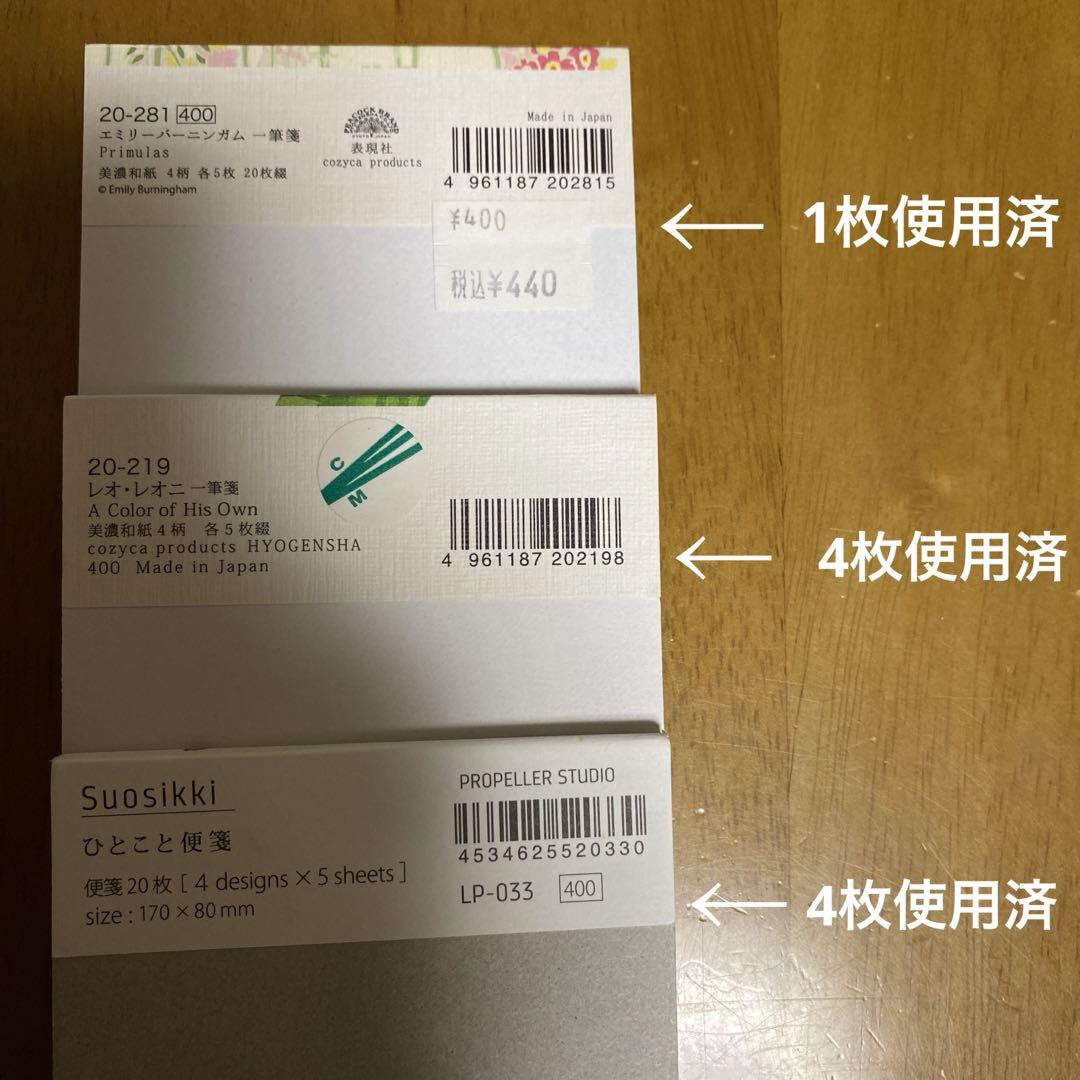 20-281 400
エミリーバーニンガム 一筆箋
Primulas
美濃和紙 4柄 各5枚 20枚綴
© Emily Burningham
PEACOCK BRAND
KYOTO JAPAN
表現社
cozyca products
Made in Japan
4 961187 202815
¥400
税込¥440
← 1枚使用済
20-219
レオ・レオニ 一筆箋
A Color of His Own
美濃和紙4柄 各5枚綴
cozyca products HYOGENSHA
400 Made in Japan
C
M
4 961187 202198
← 4枚使用済
Suosikki
ひとこと便箋
便箋20枚 [ 4 designs × 5 sheets ]
size : 170 × 80 mm
PROPELLER STUDIO
4534625520330
LP-033 400
← 4枚使用済